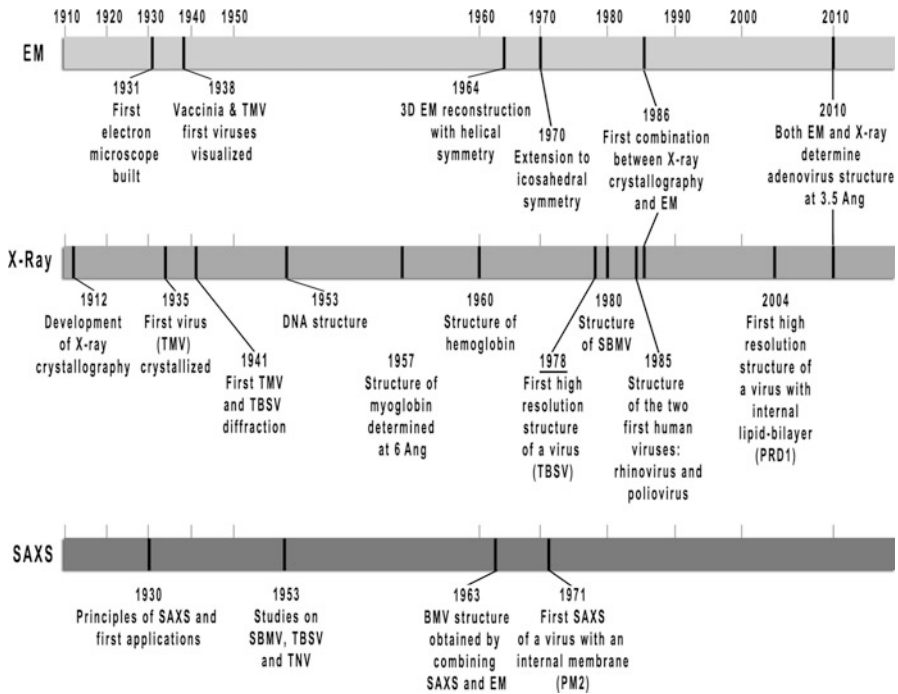 1910 1920 1930 1940 1950 1960 1970 1980 1990 2000 2010
EM
1931
First
electron
microscope
built
1938
Vaccinia & TMV
first viruses
visualized
1964
3D EM reconstruction
with helical
symmetry
1970
Extension to
icosahedral
symmetry
1986
First combination
between X-ray
crystallography
and EM
2010
Both EM and X-ray
determine
adenovirus structure
at 3.5 Ang
X-Ray
1912
Development
of X-ray
crystallography
1935
First virus
(TMV)
crystallized
1941
First TMV
and TBSV
diffraction
1953
DNA structure
1957
Structure of
myoglobin
determined
at 6 Ang
1960
Structure of
hemoglobin
1978
First high
resolution
structure
of a virus
(TBSV)
1980
Structure
of SBMV
1985
Structure
of the two
first human
viruses:
rhinovirus and
poliovirus
2004
First high
resolution
structure of
a virus with
internal
lipid-bilayer
(PRD1)
SAXS
1930
Principles of SAXS and
first applications
1953
Studies on
SBMV, TBSV
and TNV
1963
BMV structure
obtained by
combining
SAXS and EM
1971
First SAXS
of a virus with an
internal membrane
(PM2)